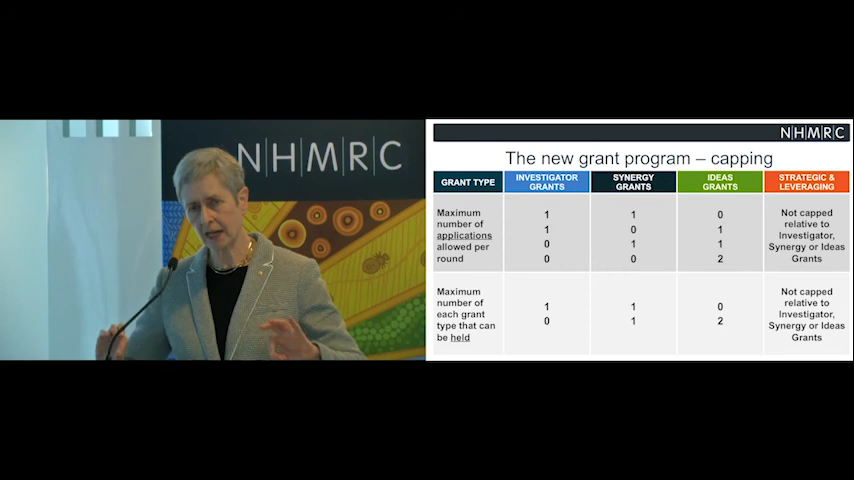 N|H|M|R|C
N|H|M|R|C
The new grant program – capping
GRANT TYPE
INVESTIGATOR
GRANTS
SYNERGY
GRANTS
IDEAS
GRANTS
STRATEGIC &
LEVERAGING
Maximum
number of
applications
allowed per
round
1 1 0
1 0 1
0 1 1
0 0 2
Not capped
relative to
Investigator,
Synergy or Ideas
Grants
Maximum
number of
each grant
type that can
be held
1 1 0
0 1 2
Not capped
relative to
Investigator,
Synergy or Ideas
Grants